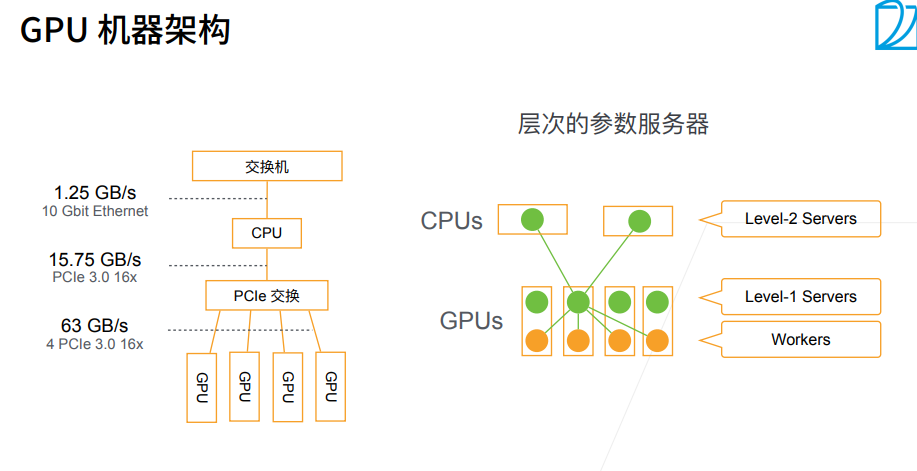 GPU 机器架构
交换机
1.25 GB/s
10 Gbit Ethernet
CPU
15.75 GB/s
PCIe 3.0 16x
PCIe 交换
63 GB/s
4 PCIe 3.0 16x
GPU
GPU
GPU
GPU
层次的参数服务器
CPUs
Level-2 Servers
GPUs
Level-1 Servers
Workers